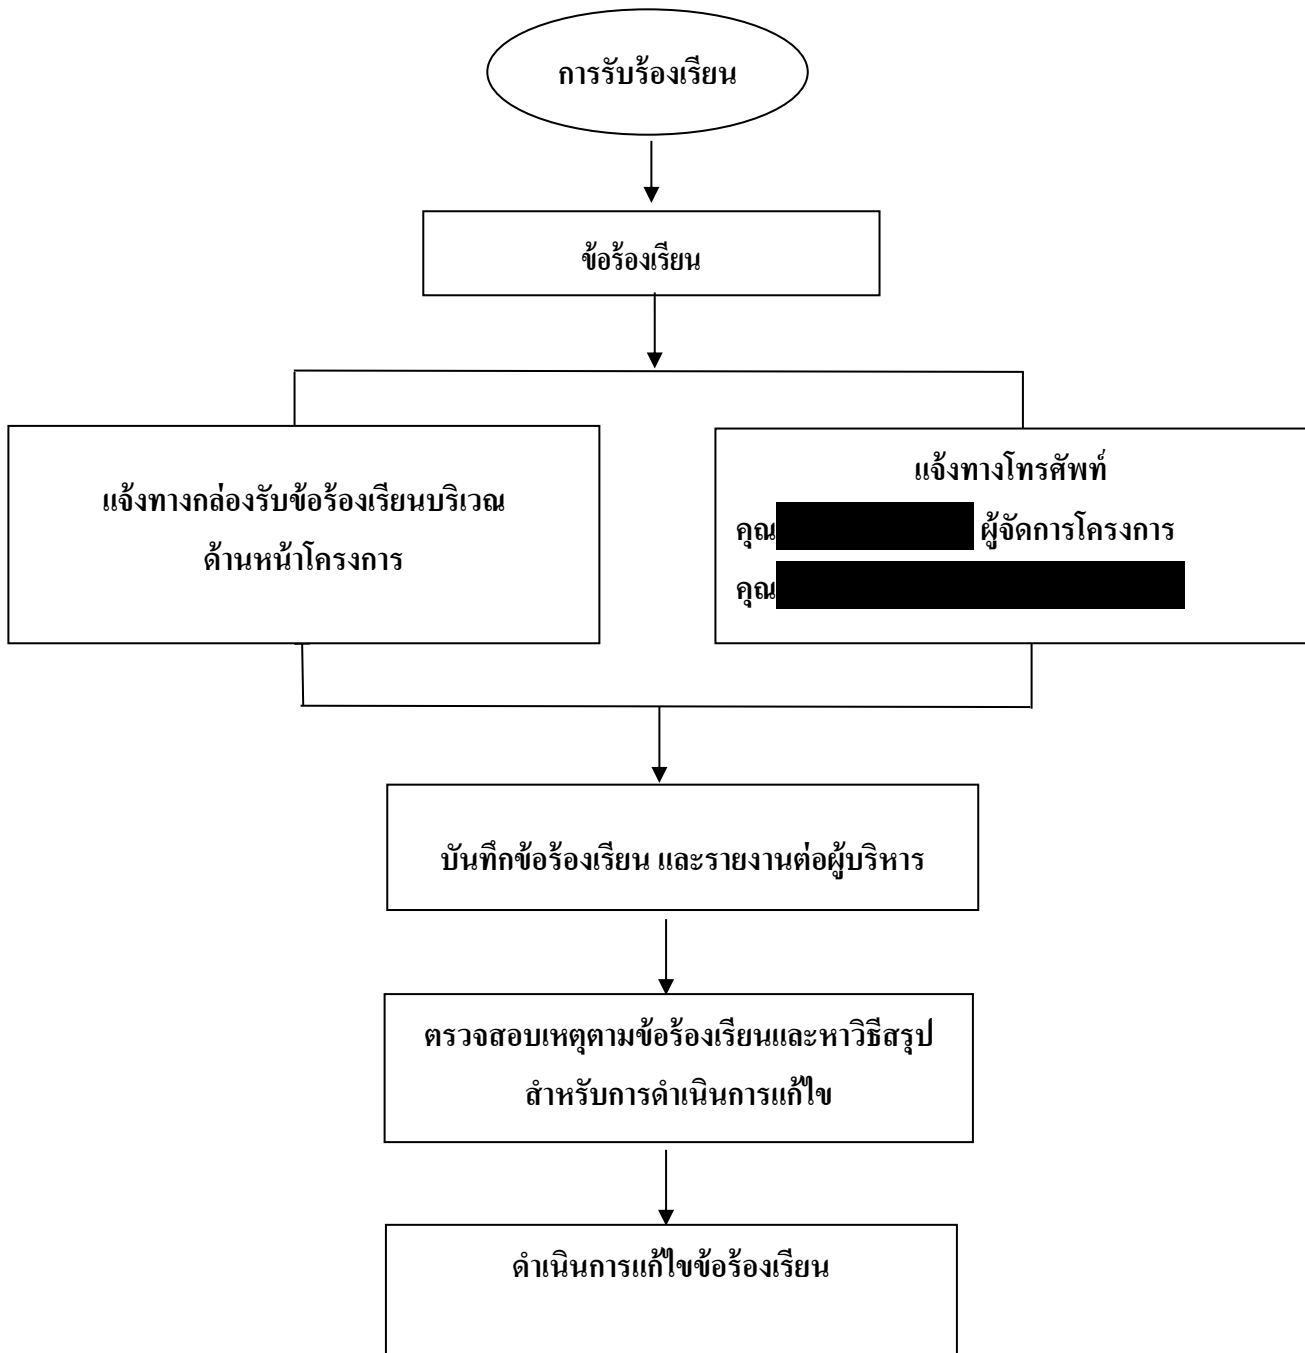 การรับร้องเรียน
ข้อร้องเรียน
แจ้งทางกล่องรับข้อร้องเรียนบริเวณ
ด้านหน้าโครงการ
แจ้งทางโทรศัพท์
คุณ ผู้จัดการโครงการ
คุณ
บันทึกข้อร้องเรียน และรายงานต่อผู้บริหาร
ตรวจสอบเหตุตามข้อร้องเรียนและหาวิธีสรุป
สำหรับการดำเนินการแก้ไข
ดำเนินการแก้ไขข้อร้องเรียน